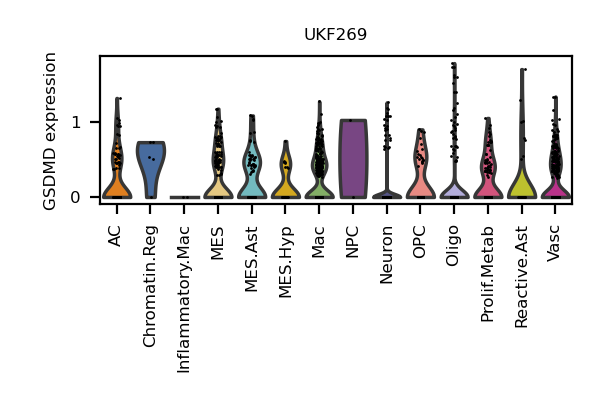 UKF269
GSDMD expression
1
0
AC
Chromatin.Reg
Inflammatory.Mac
MES
MES.Ast
MES.Hyp
Mac
NPC
Neuron
OPC
Oligo
Prolif.Metab
Reactive.Ast
Vasc